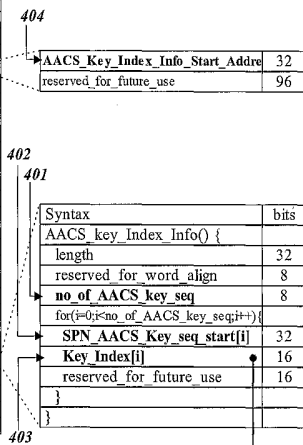 404
AACS_Key_Index_Info_Start_Addre 32
reserved_for_future_use 96
402
401
Syntax bits
AACS_key_Index_Info() {
length 32
reserved_for_word_align 8
no_of_AACS_key_seq 8
for(i=0;i<no_of_AACS_key_seq;i++){
SPN_AACS_Key_seq_start[i] 32
Key_Index[i] 16
reserved_for_future_use 16
}
}
403